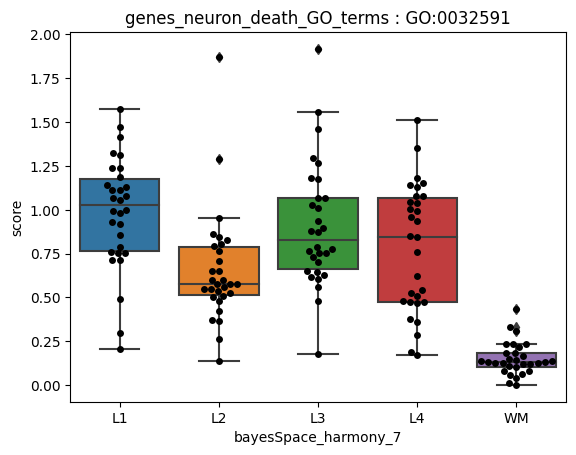 genes_neuron_death_GO_terms : GO:0032591
2.00
1.75
1.50
1.25
1.00
0.75
0.50
0.25
0.00
score
L1 L2 L3 L4 WM
bayesSpace_harmony_7